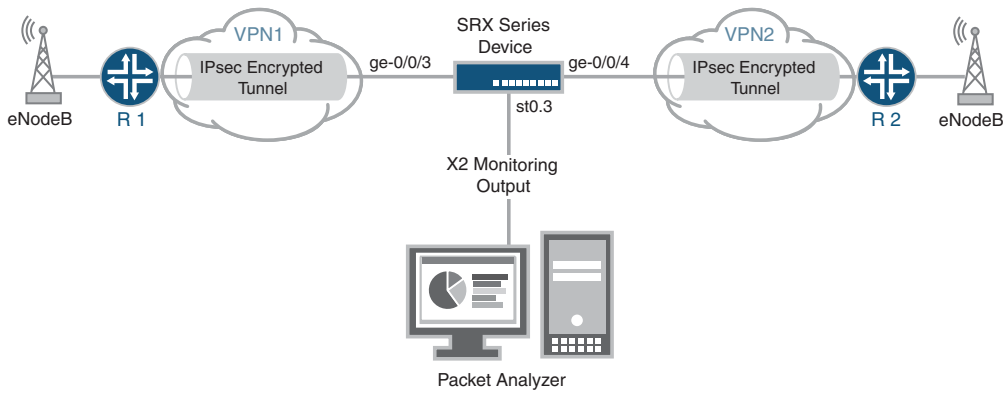 SRX Series
Device
VPN1
VPN2
IPsec Encrypted
Tunnel
ge-0/0/3
ge-0/0/4
IPsec Encrypted
Tunnel
st0.3
eNodeB
R 1
R 2
eNodeB
X2 Monitoring
Output
Packet Analyzer